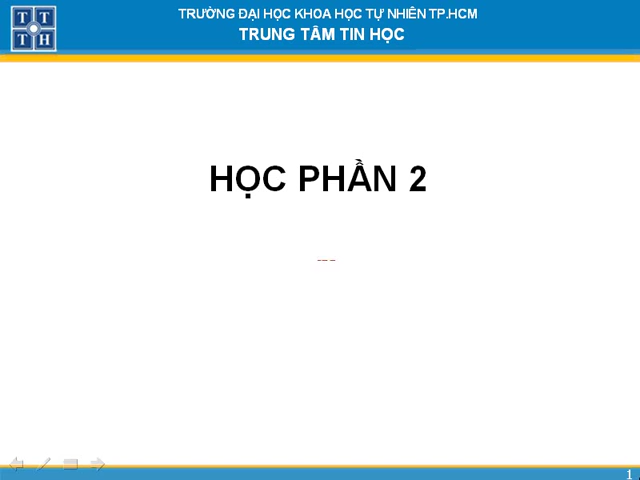 TRƯỜNG ĐẠI HỌC KHOA HỌC TỰ NHIÊN TP.HCM
TRUNG TÂM TIN HỌC
T T
T H
HỌC PHẦN 2
1